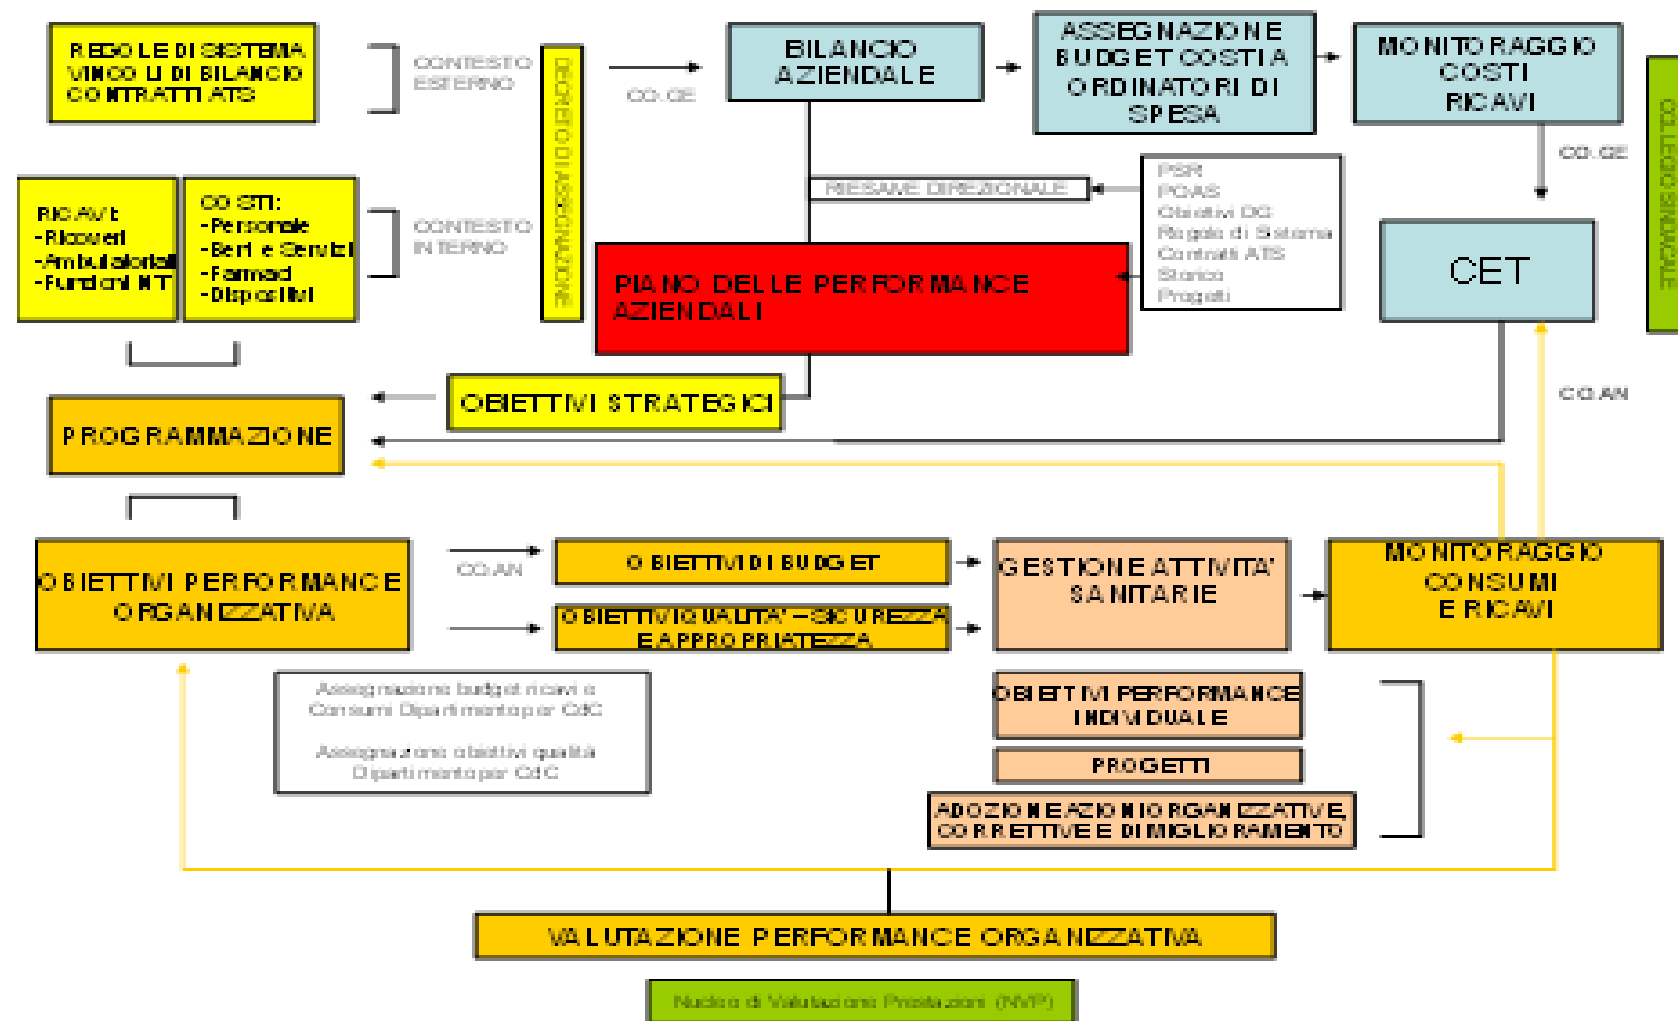 REGOLE DI SISTEMA
VINCOLI DI BILANCIO
CONTRATTI ATS
CONTESTO
ESTERNO
DECRETO DI ASSEGNAZIONE
CO.GE
BILANCIO
AZIENDALE
ASSEGNAZIONE
BUDGET COSTI A
ORDINATORI DI
SPESA
MONITORAGGIO
COSTI
RICAVI
COLLEGIO SINDACALE
CO.GE
RICAVI:
-Ricoveri
-Ambulatoriali
-Funzioni NT
COSTI:
-Personale
-Beni e Servizi
-Farmaci
-Dispositivi
CONTESTO
INTERNO
RIESAME DIREZIONALE
PSR
POAS
Obiettivi DG
Regole di Sistema
Contratti ATS
Storico
Progetti
CET
PIANO DELLE PERFORMANCE
AZIENDALI
OBIETTIVI STRATEGICI
CO.AN
PROGRAMMAZIONE
OBIETTIVI PERFORMANCE
ORGANIZZATIVA
CO.AN
OBIETTIVI DI BUDGET
OBIETTIVI QUALITA' – SICUREZZA
E APPROPRIATEZZA
GESTIONE ATTIVITA'
SANITARIE
MONITORAGGIO
CONSUMI
E RICAVI
Assegnazione budget ricavi e
Consumi Dipartimento per CdC
Assegnazione obiettivi qualità
Dipartimento per CdC
OBIETTIVI PERFORMANCE
INDIVIDUALE
PROGETTI
ADOZIONE AZIONI ORGANIZZATIVE,
CORRETTIVE E DI MIGLIORAMENTO
VALUTAZIONE PERFORMANCE ORGANIZZATIVA
Nucleo di Valutazione Prestazioni (NVP)